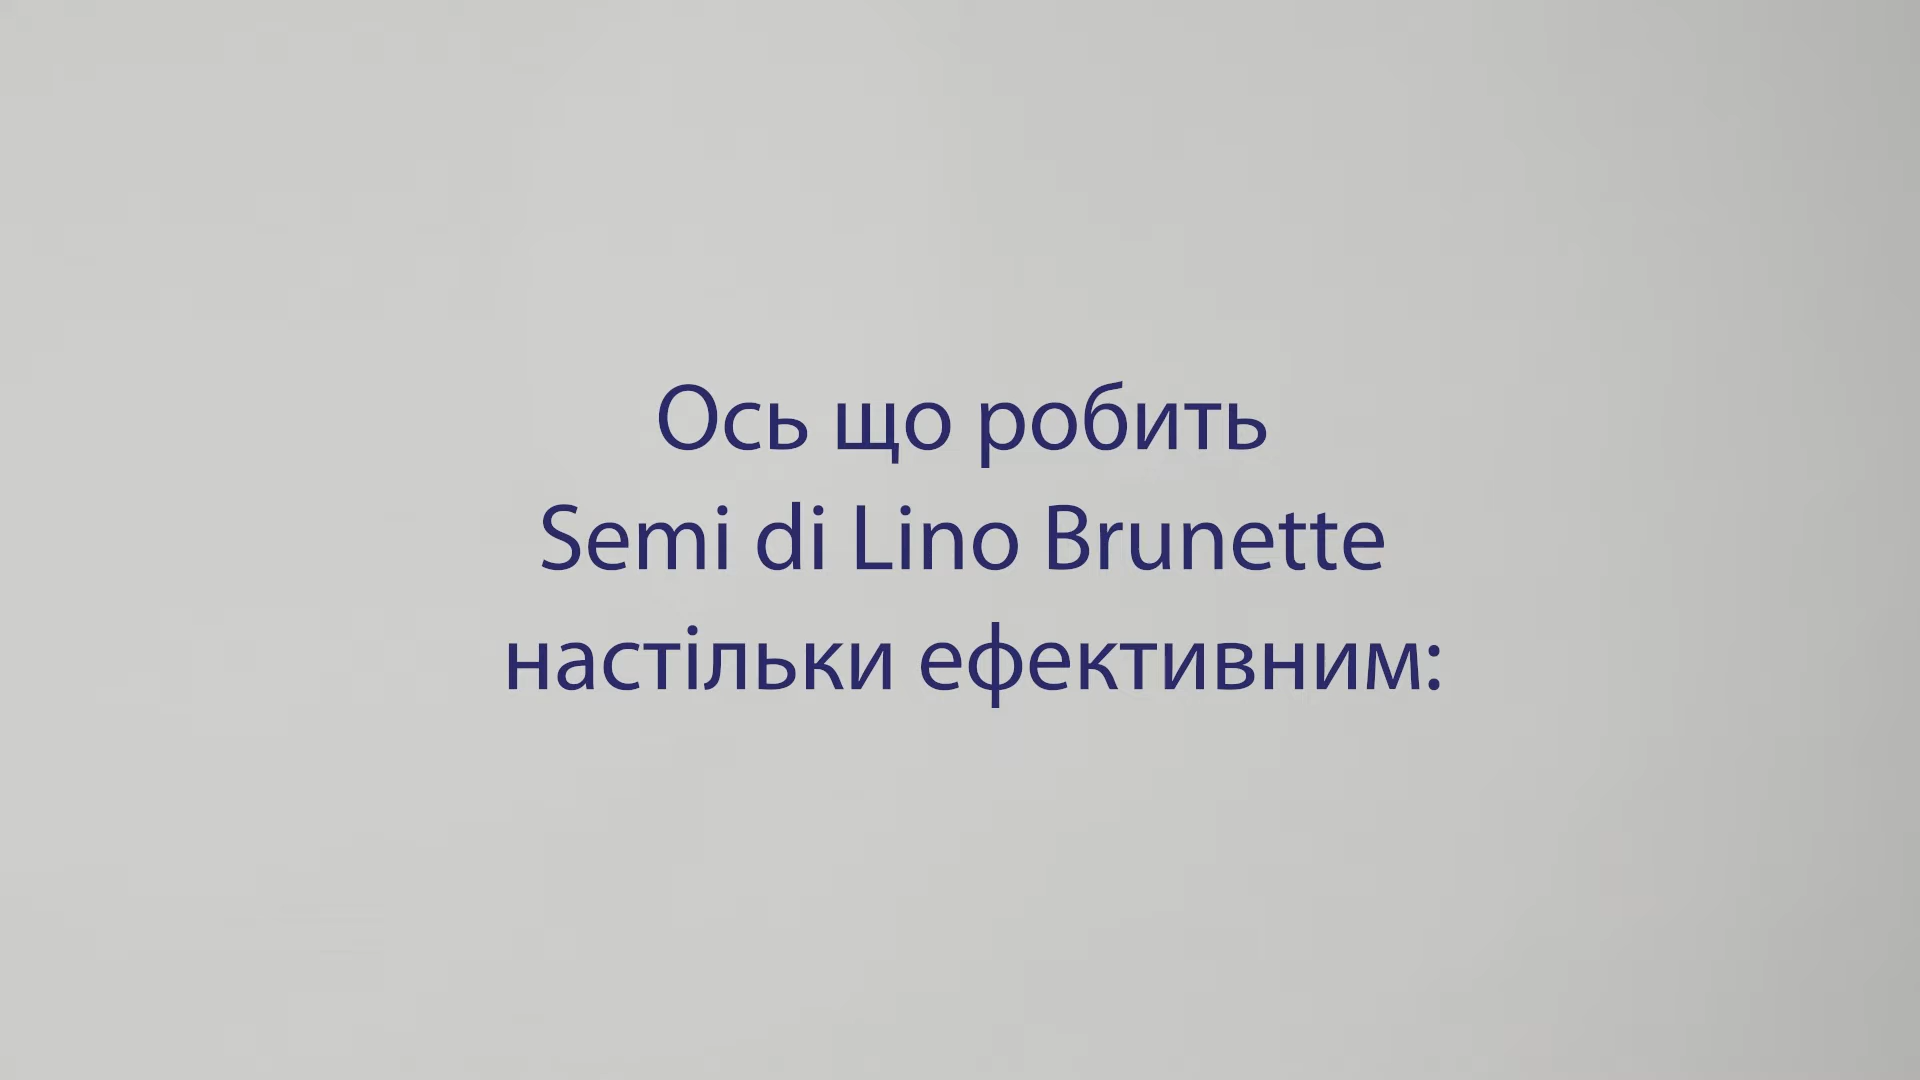 Ось що робить
Semi di Lino Brunette
настільки ефективним: